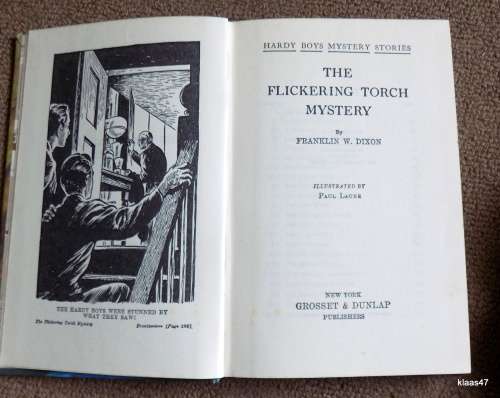 THE HARDY BOYS WERE STUNNED BY
WHAT THEY SAW!
The Flickering Torch Mystery Frontispiece (Page
HARDY BOYS MYSTERY STORIES
THE
FLICKERING TORCH
MYSTERY
By
FRANKLIN W. DIXON
ILLUSTRATED BY
PAUL LAUNE
NEW YORK
GROSSET & DUNLAP
PUBLISHERS
klaas47